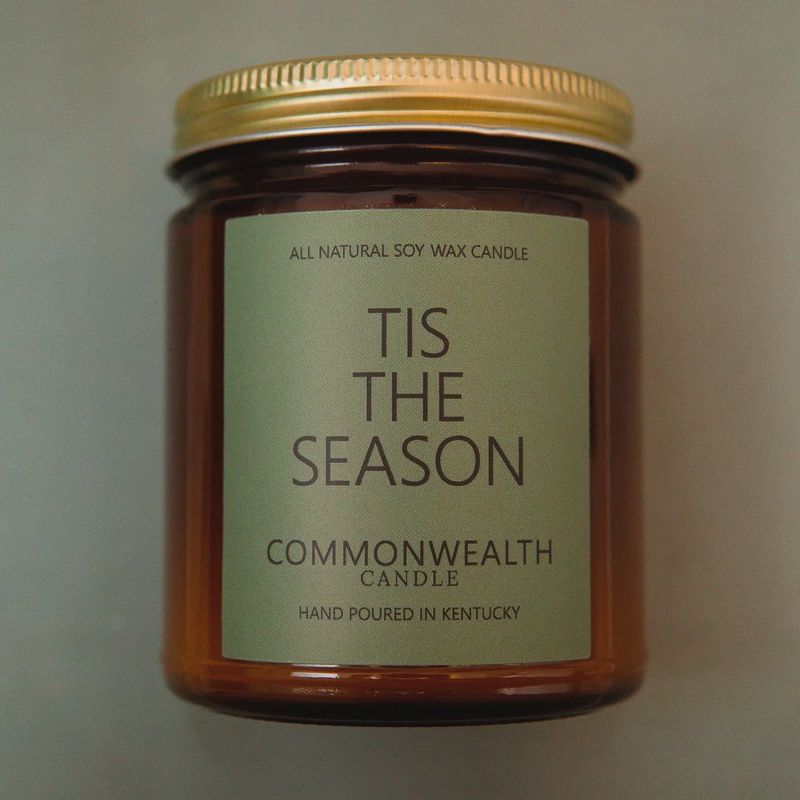 ALL NATURAL SOY WAX CANDLE
TIS
THE
SEASON
COMMONWEALTH
CANDLE
HAND POURED IN KENTUCKY